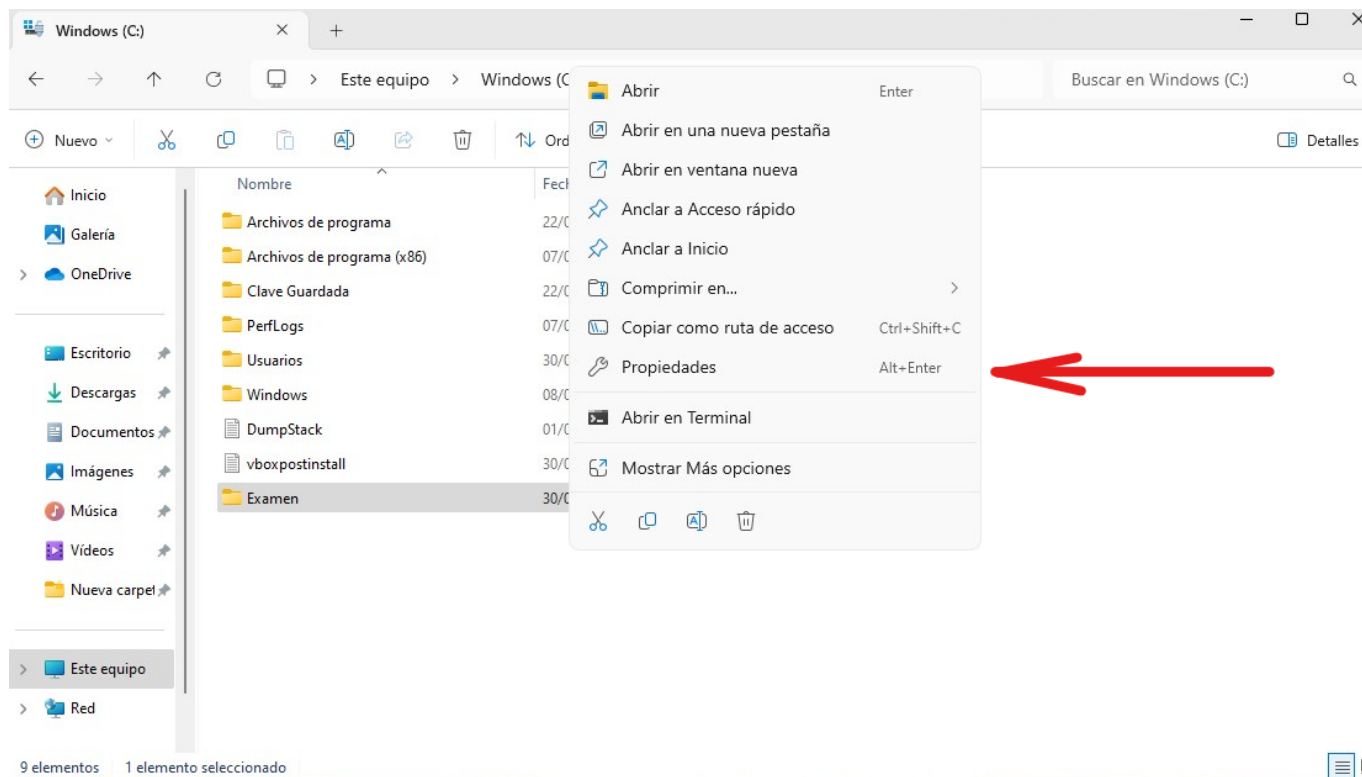 Windows (C:)
Este equipo > Windows (C
Buscar en Windows (C:)
Nuevo
Ord
Detalles
Inicio
Galería
OneDrive
Escritorio
Descargas
Documentos
Imágenes
Música
Vídeos
Nueva carpet
Este equipo
Red
Nombre
Fech
Archivos de programa 22/0
Archivos de programa (x86) 07/0
Clave Guardada 22/0
PerfLogs 07/0
Usuarios 30/0
Windows 08/0
DumpStack 01/0
vboxpostinstall 30/0
Examen 30/0
Abrir Enter
Abrir en una nueva pestaña
Abrir en ventana nueva
Anclar a Acceso rápido
Anclar a Inicio
Comprimir en...
Copiar como ruta de acceso Ctrl+Shift+C
Propiedades Alt+Enter
Abrir en Terminal
Mostrar Más opciones
9 elementos 1 elemento seleccionado